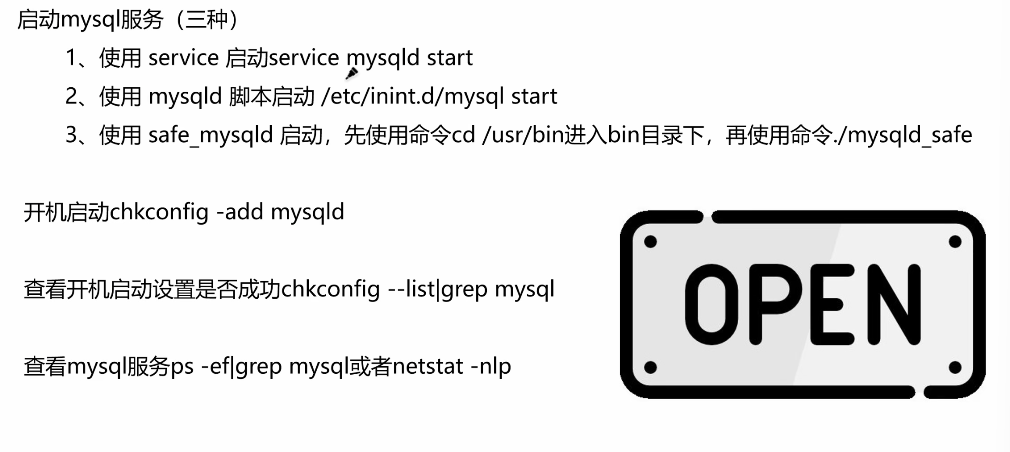 启动mysql服务（三种）
1、使用 service 启动service mysqld start
2、使用 mysqld 脚本启动 /etc/inint.d/mysql start
3、使用 safe_mysqld 启动，先使用命令cd /usr/bin进入bin目录下，再使用命令./mysqld_safe
开机启动chkconfig -add mysqld
查看开机启动设置是否成功chkconfig --list|grep mysql
OPEN
查看mysql服务ps -ef|grep mysql或者netstat -nlp